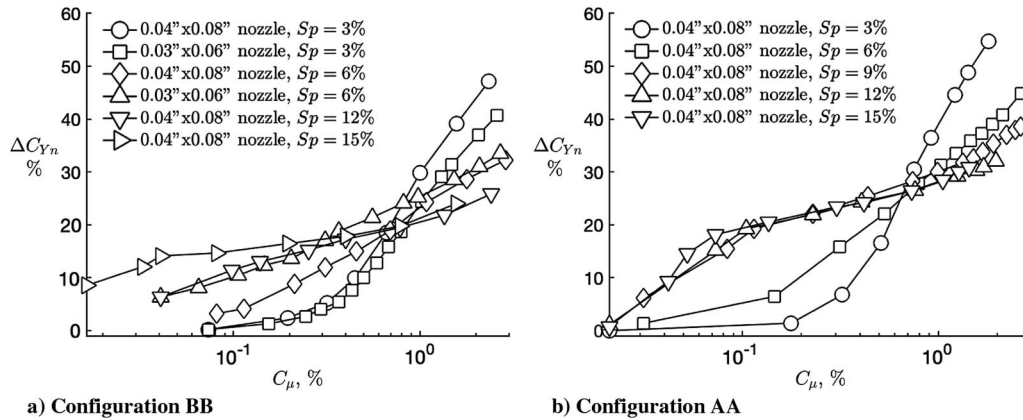 60
50
40
ΔC_Yn
%
30
20
10
0
0.04"x0.08" nozzle, Sp = 3%
0.03"x0.06" nozzle, Sp = 3%
0.04"x0.08" nozzle, Sp = 6%
0.03"x0.06" nozzle, Sp = 6%
0.04"x0.08" nozzle, Sp = 12%
0.04"x0.08" nozzle, Sp = 15%
10^-1
10^0
C_μ, %
a) Configuration BB
60
50
40
ΔC_Yn
%
30
20
10
0
0.04"x0.08" nozzle, Sp = 3%
0.04"x0.08" nozzle, Sp = 6%
0.04"x0.08" nozzle, Sp = 9%
0.04"x0.08" nozzle, Sp = 12%
0.04"x0.08" nozzle, Sp = 15%
10^-1
10^0
C_μ, %
b) Configuration AA